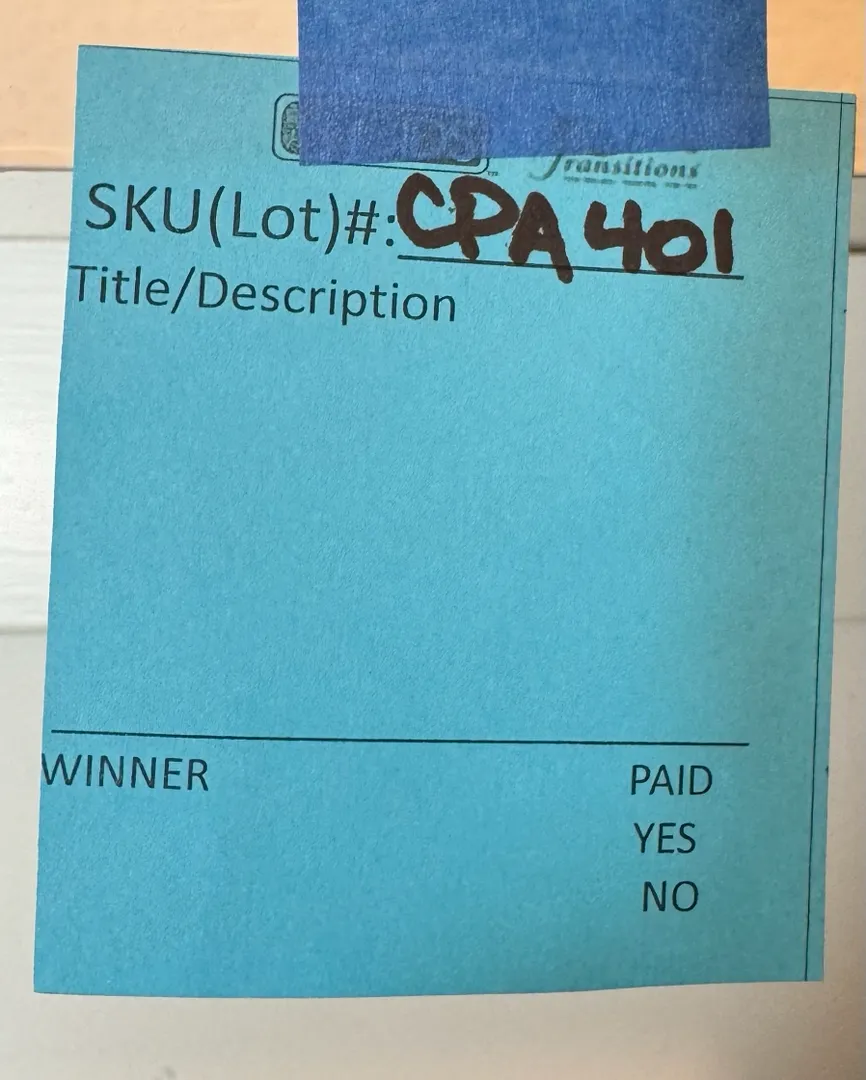 Transitions
SKU(Lot)#: CPA401
Title/Description
WINNER PAID
YES
NO